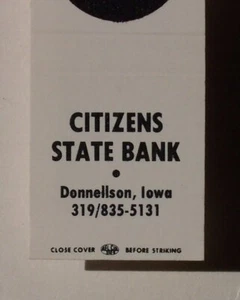 CITIZENS
STATE BANK
•
Donnellson, Iowa
319/835-5131
CLOSE COVER BEFORE STRIKING